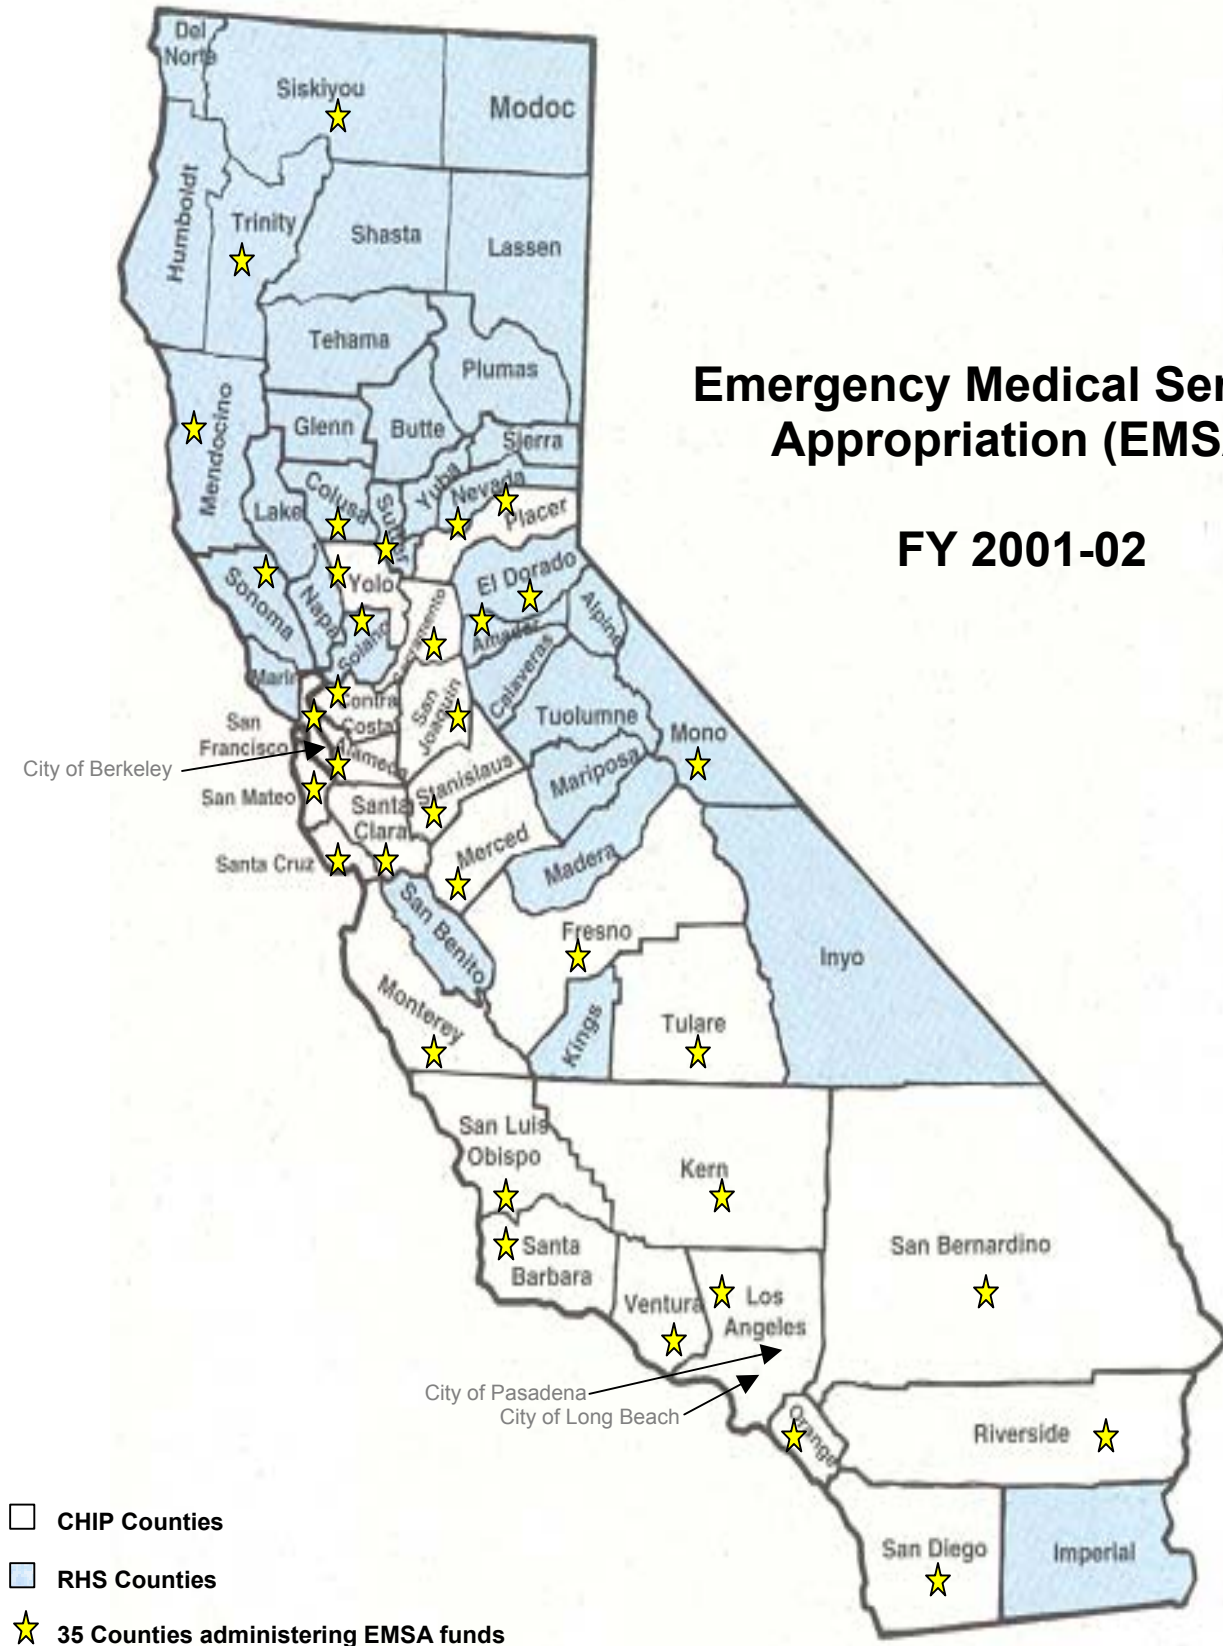 Del
Norte
Siskiyou
Modoc
Humboldt
Trinity
Shasta
Lassen
Tehama
Plumas
Mendocino
Glenn
Butte
Sierra
Lake
Colusa
Sutter
Yuba
Nevada
Placer
Sonoma
Napa
Yolo
Solano
Sacramento
El Dorado
Amador
Alpine
Marin
Contra
Costa
San
Joaquin
Calaveras
Tuolumne
Mono
San
Francisco
Alameda
City of Berkeley
Stanislaus
Mariposa
San Mateo
Santa
Clara
Merced
Madera
Santa Cruz
San Benito
Fresno
Inyo
Monterey
Kings
Tulare
San Luis
Obispo
Kern
Santa
Barbara
Ventura
Los
Angeles
San Bernardino
City of Pasadena
City of Long Beach
Orange
Riverside
San Diego
Imperial
Emergency Medical Ser
Appropriation (EMSA
FY 2001-02
CHIP Counties
RHS Counties
35 Counties administering EMSA funds